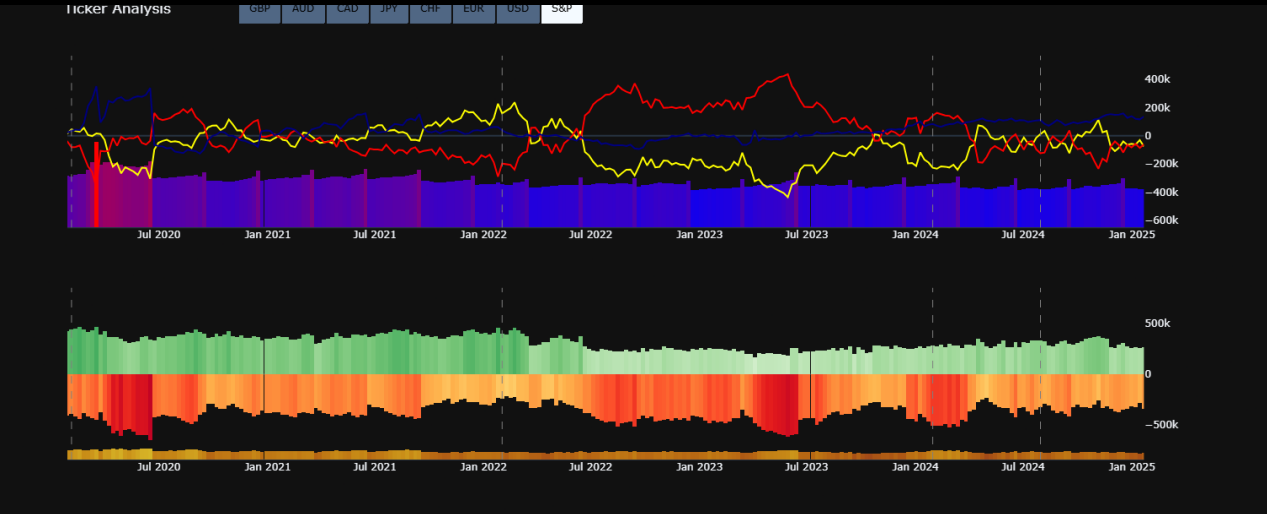 Ticker Analysis GBP AUD CAD JPY CHF EUR USD S&P
400k
200k
0
−200k
−400k
−600k
Jul 2020 Jan 2021 Jul 2021 Jan 2022 Jul 2022 Jan 2023 Jul 2023 Jan 2024 Jul 2024 Jan 2025
500k
0
−500k
Jul 2020 Jan 2021 Jul 2021 Jan 2022 Jul 2022 Jan 2023 Jul 2023 Jan 2024 Jul 2024 Jan 2025